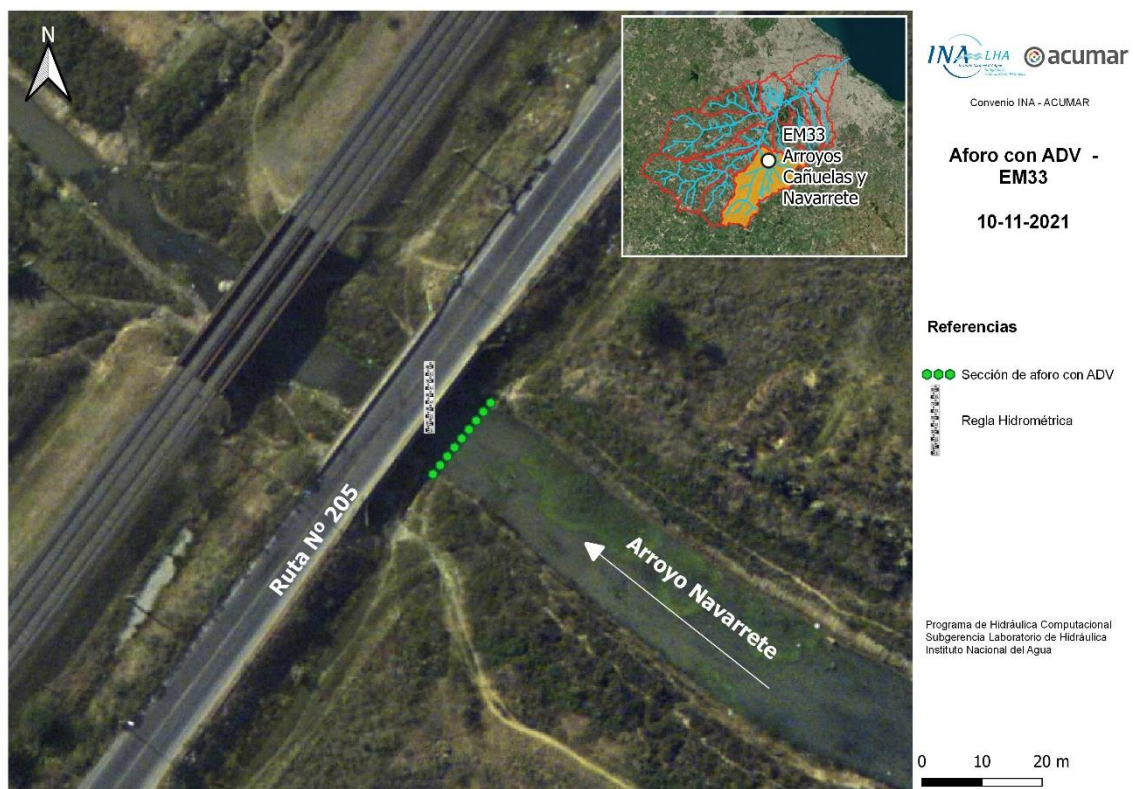 N
EM33
Arroyos
Cañuelas y
Navarrete
Ruta Nº 205
Arroyo Navarrete
INA LHA
acumar
Convenio INA - ACUMAR
Aforo con ADV -
EM33
10-11-2021
Referencias
Sección de aforo con ADV
Regla Hidrométrica
Programa de Hidráulica Computacional
Subgerencia Laboratorio de Hidráulica
Instituto Nacional del Agua
0 10 20 m